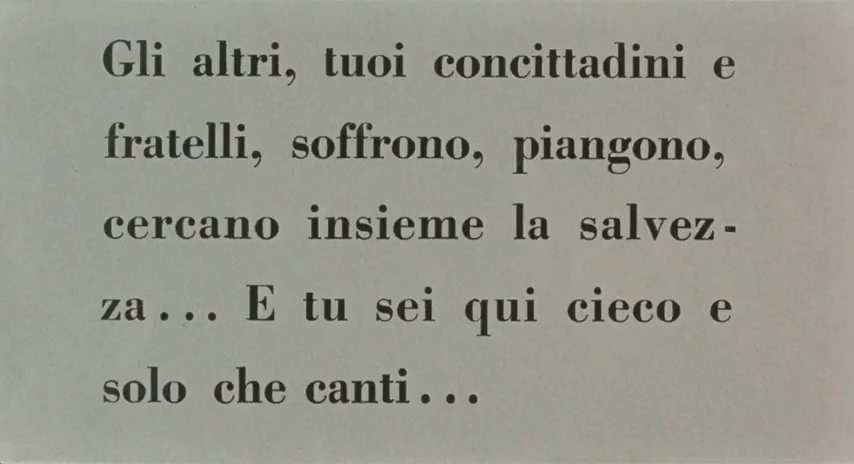 Gli altri, tuoi concittadini e
fratelli, soffrono, piangono,
cercano insieme la salvez-
za... E tu sei qui cieco e
solo che canti...